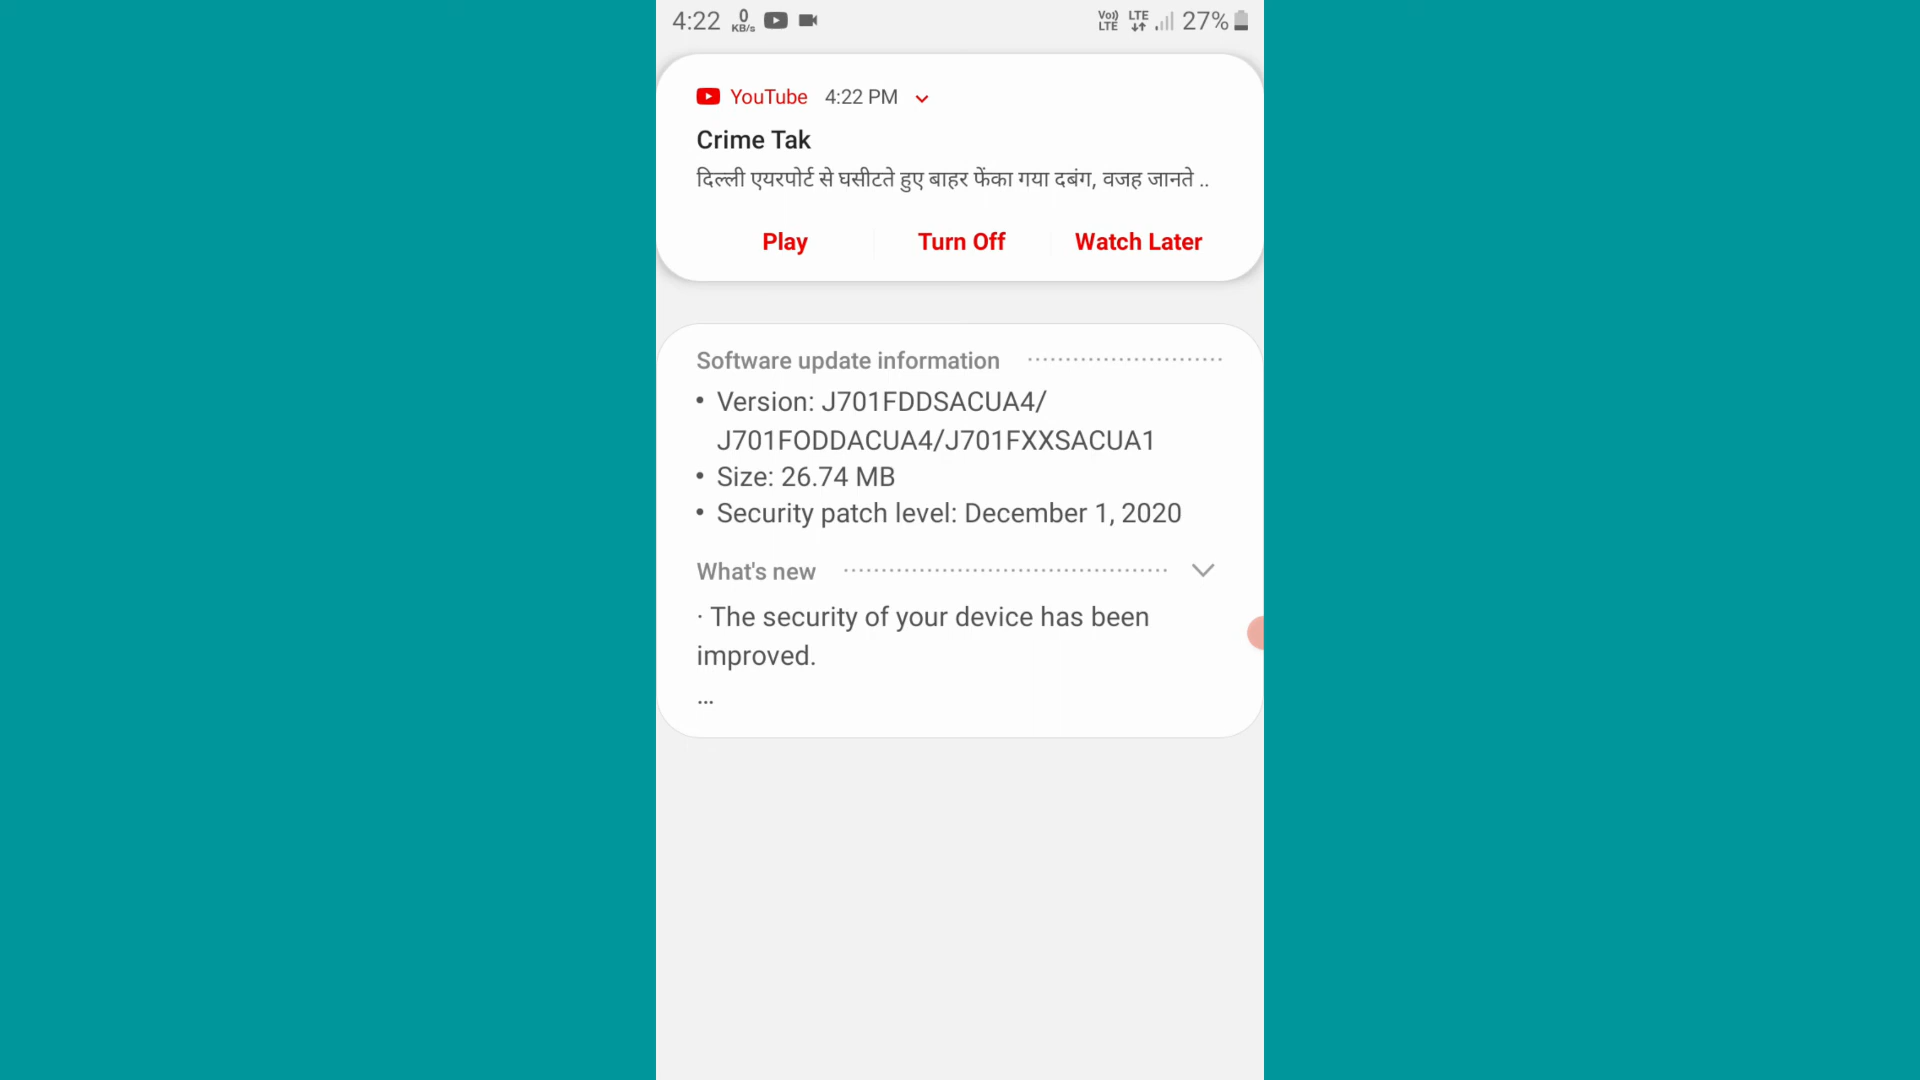 4:22 0 KB/s Vo)) LTE LTE 27%
YouTube 4:22 PM
Crime Tak
दिल्ली एयरपोर्ट से घसीटते हुए बाहर फेंका गया दबंग, वजह जानते ..
Play Turn Off Watch Later
Software update information
• Version: J701FDDSACUA4/
J701FODDACUA4/J701FXXSACUA1
• Size: 26.74 MB
• Security patch level: December 1, 2020
What's new
· The security of your device has been
improved.
...